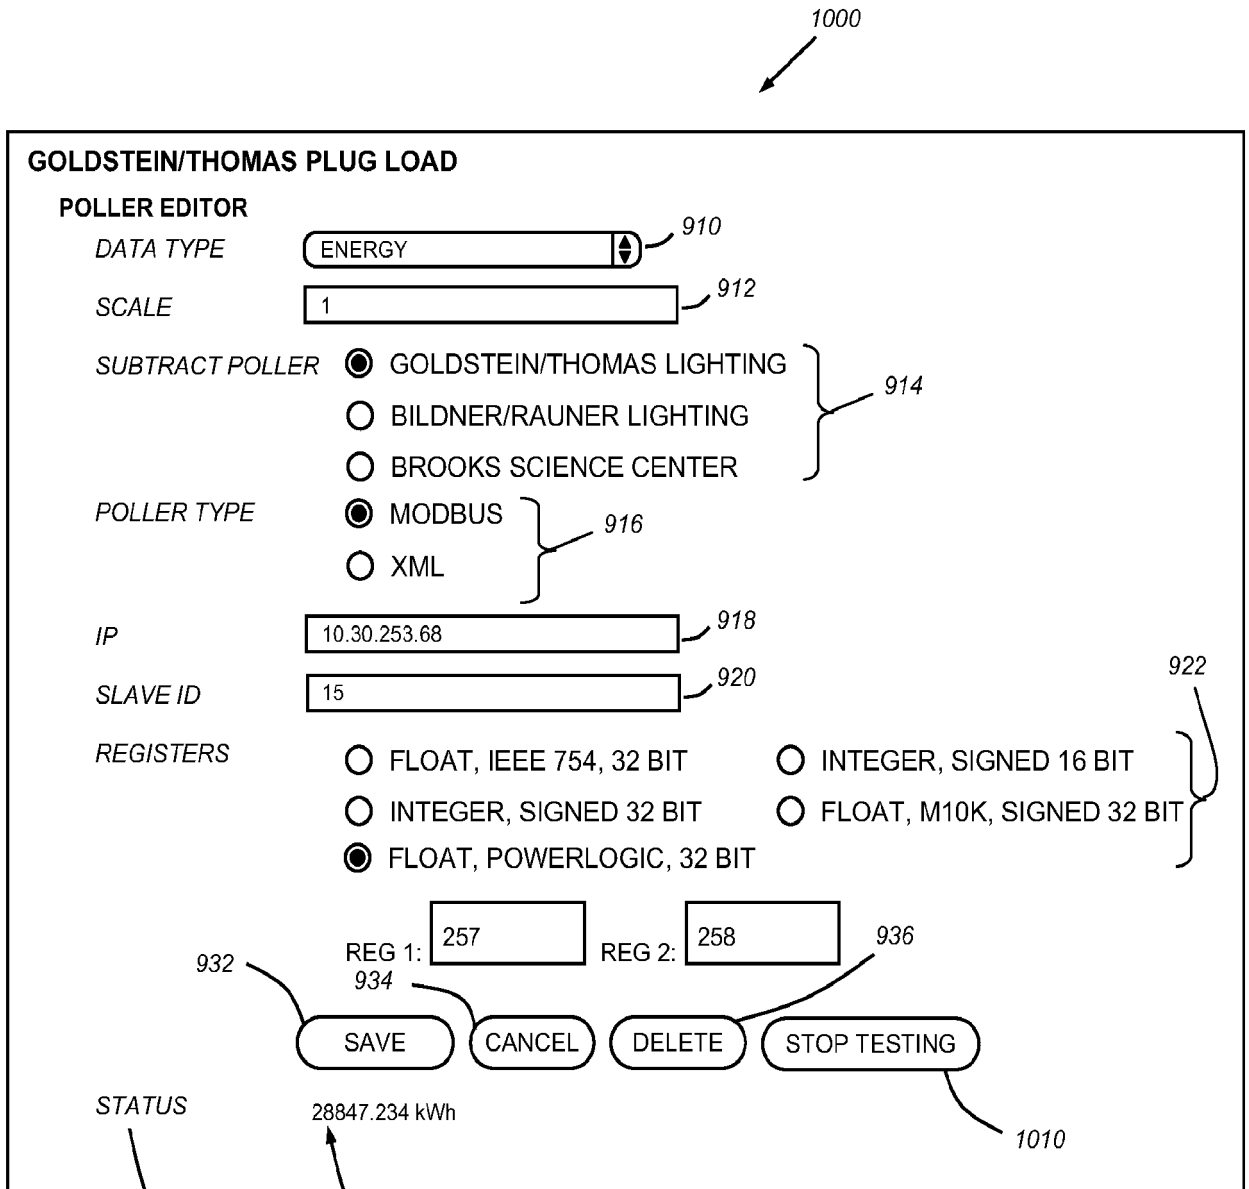 1000
GOLDSTEIN/THOMAS PLUG LOAD
POLLER EDITOR
DATA TYPE ENERGY 910
SCALE 1 912
SUBTRACT POLLER GOLDSTEIN/THOMAS LIGHTING
914
BILDNER/RAUNER LIGHTING
BROOKS SCIENCE CENTER
POLLER TYPE MODBUS
916
XML
IP 10.30.253.68 918
SLAVE ID 15 920
922
REGISTERS FLOAT, IEEE 754, 32 BIT INTEGER, SIGNED 16 BIT
INTEGER, SIGNED 32 BIT FLOAT, M10K, SIGNED 32 BIT
FLOAT, POWERLOGIC, 32 BIT
REG 1: 257 REG 2: 258 936
932 934
SAVE CANCEL DELETE STOP TESTING
STATUS 28847.234 kWh
1010